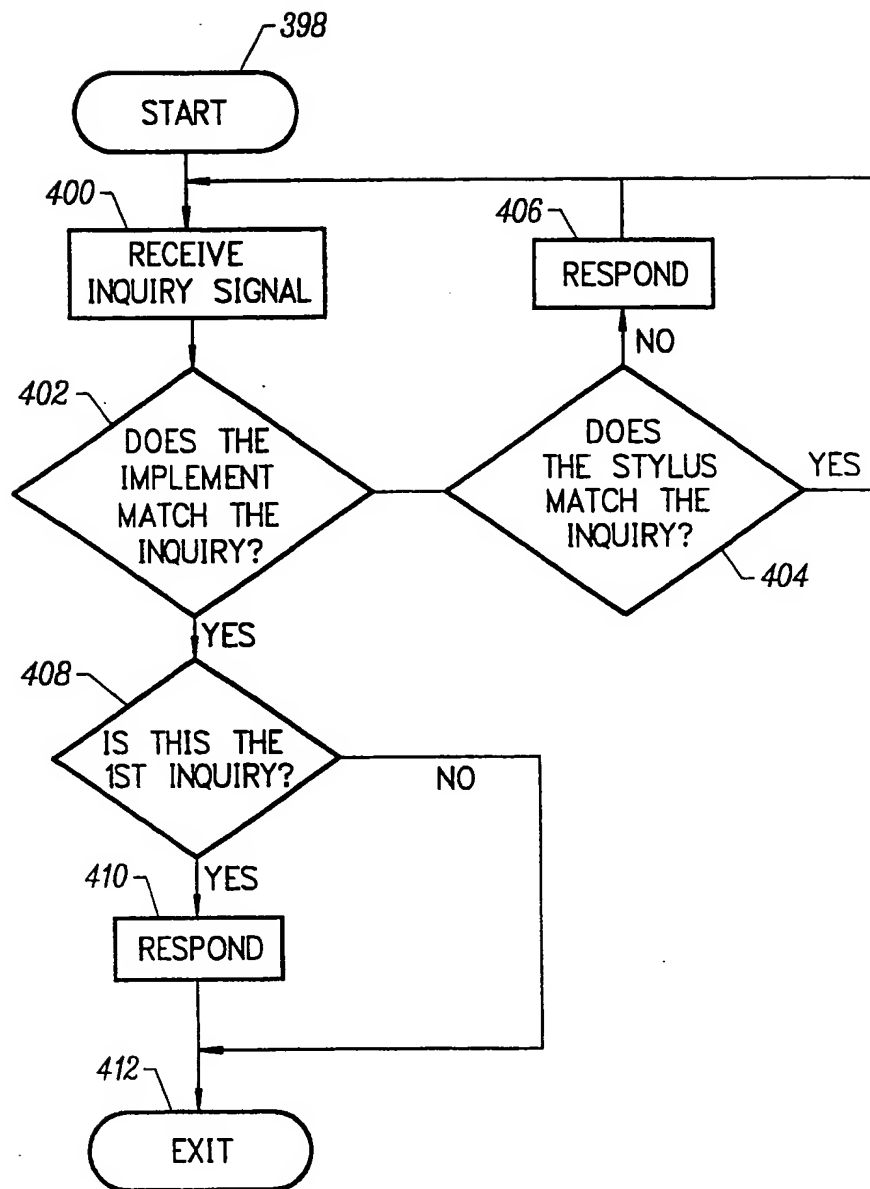 398
START
400
RECEIVE
INQUIRY SIGNAL
406
RESPOND
NO
402
DOES THE
IMPLEMENT
MATCH THE
INQUIRY?
DOES
THE STYLUS
MATCH THE
INQUIRY?
YES
404
YES
408
IS THIS THE
1ST INQUIRY?
NO
YES
410
RESPOND
412
EXIT